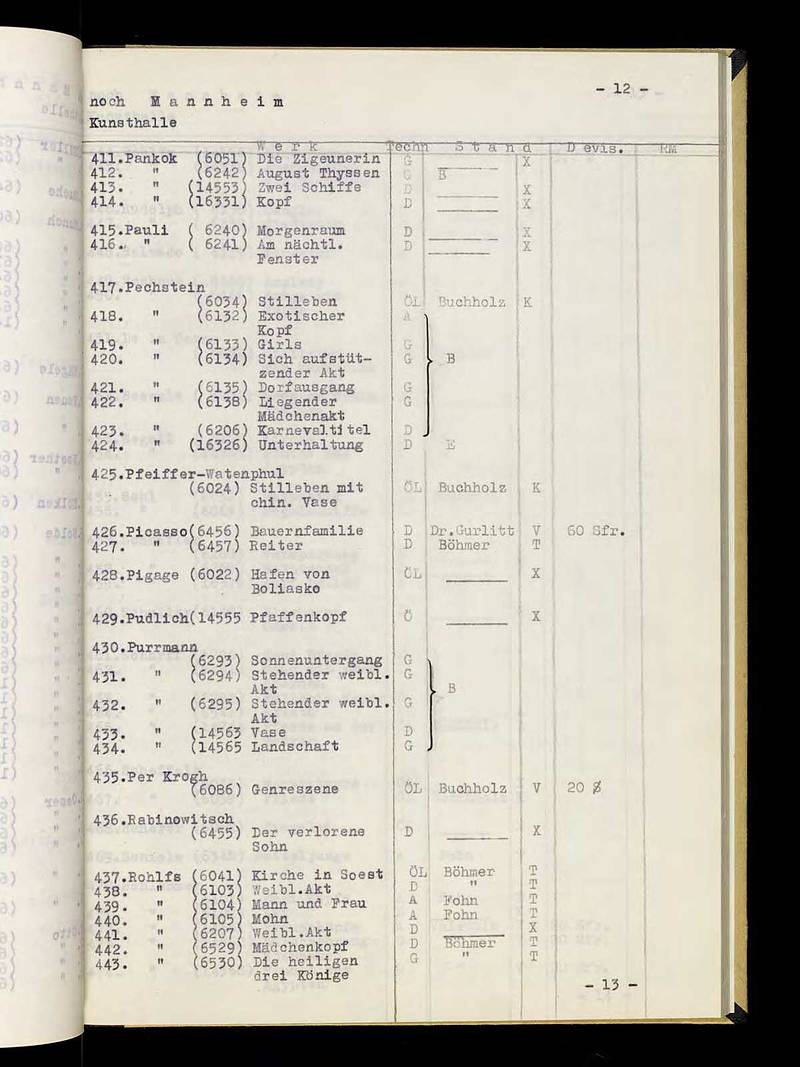 - 12 -
noch M a n n h e i m
Kunsthalle
W e r k Techn S t a n d Devis. RM
411.Pankok (6051) Die Zigeunerin G X
412. " (6242) August Thyssen G E
413. " (14553) Zwei Schiffe D X
414. " (16331) Kopf D X
415.Pauli ( 6240) Morgenraum D X
416. " ( 6241) Am nächtl. D X
Fenster
417.Pechstein
(6034) Stilleben ÖL Buchholz K
418. " (6132) Exotischer A
Kopf
419. " (6133) Girls G
420. " (6134) Sich aufstüt- G B
zender Akt
421. " (6135) Dorfausgang G
422. " (6138) Liegender G
Mädchenakt
423. " (6206) Karnevaltitel D
424. " (16326) Unterhaltung D E
425.Pfeiffer-Watenphul
(6024) Stilleben mit ÖL Buchholz K
chin. Vase
426.Picasso(6456) Bauernfamilie D Dr.Gurlitt V 60 Sfr.
427. " (6457) Reiter D Böhmer T
428.Pigage (6022) Hafen von ÖL X
Boliasko
429.Pudlich(14555 Pfaffenkopf Ö X
430.Purrmann
(6293) Sonnenuntergang G
431. " (6294) Stehender weibl. G
Akt B
432. " (6295) Stehender weibl. G
Akt
433. " (14563 Vase D
434. " (14565 Landschaft G
435.Per Krogh
(6086) Genreszene ÖL Buchholz V 20 $
436.Rabinowitsch
(6455) Der verlorene D X
Sohn
437.Rohlfs (6041) Kirche in Soest ÖL Böhmer T
438. " (6103) Weibl.Akt D " T
439. " (6104) Mann und Frau A Fohn T
440. " (6105) Mohn A Fohn T
441. " (6207) Weibl.Akt D X
442. " (6529) Mädchenkopf D Böhmer T
443. " (6530) Die heiligen G " T
drei Könige
- 13 -